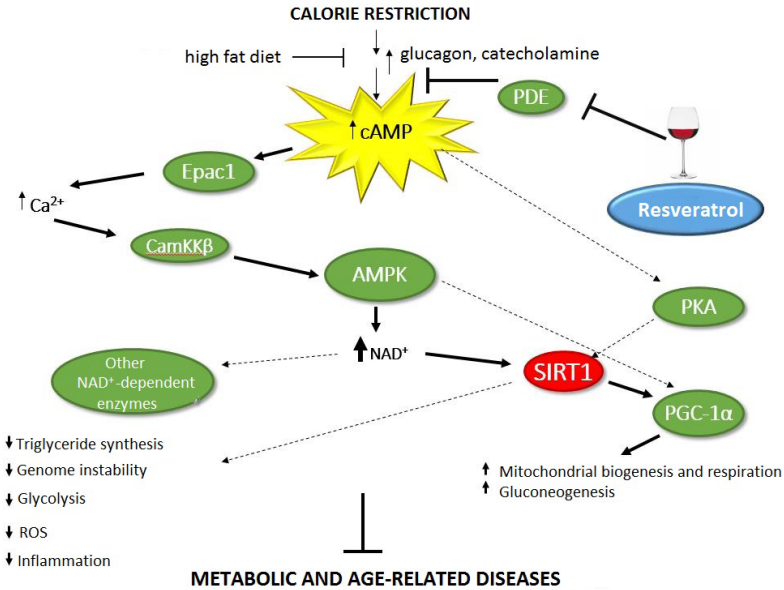 CALORIE RESTRICTION
high fat diet
glucagon, catecholamine
PDE
cAMP
Epac1
Ca²⁺
Resveratrol
CamKKβ
AMPK
PKA
NAD⁺
Other
NAD⁺-dependent
enzymes
SIRT1
PGC-1α
Triglyceride synthesis
Genome instability
Glycolysis
ROS
Inflammation
Mitochondrial biogenesis and respiration
Gluconeogenesis
METABOLIC AND AGE-RELATED DISEASES